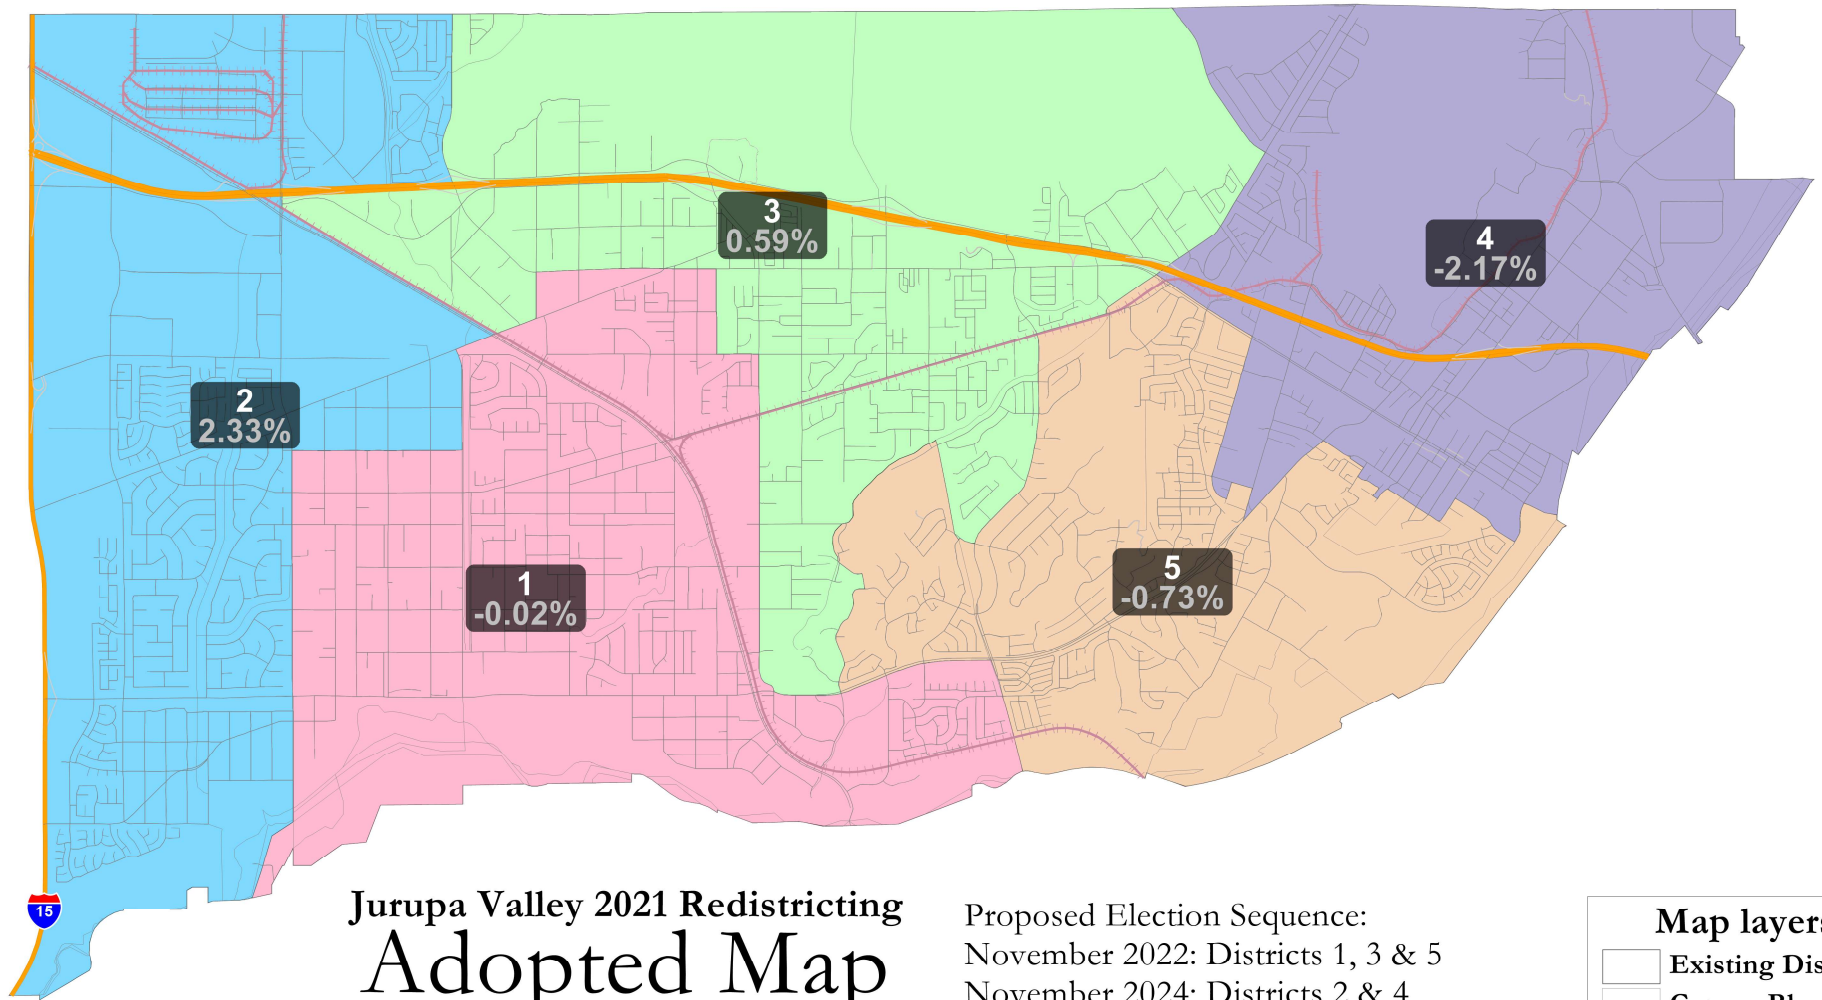 3
0.59%
4
-2.17%
2
2.33%
1
-0.02%
5
-0.73%
15
Jurupa Valley 2021 Redistricting
Adopted Map
Proposed Election Sequence:
November 2022: Districts 1, 3 & 5
November 2024: Districts 2 & 4
Map layers
Existing Dis